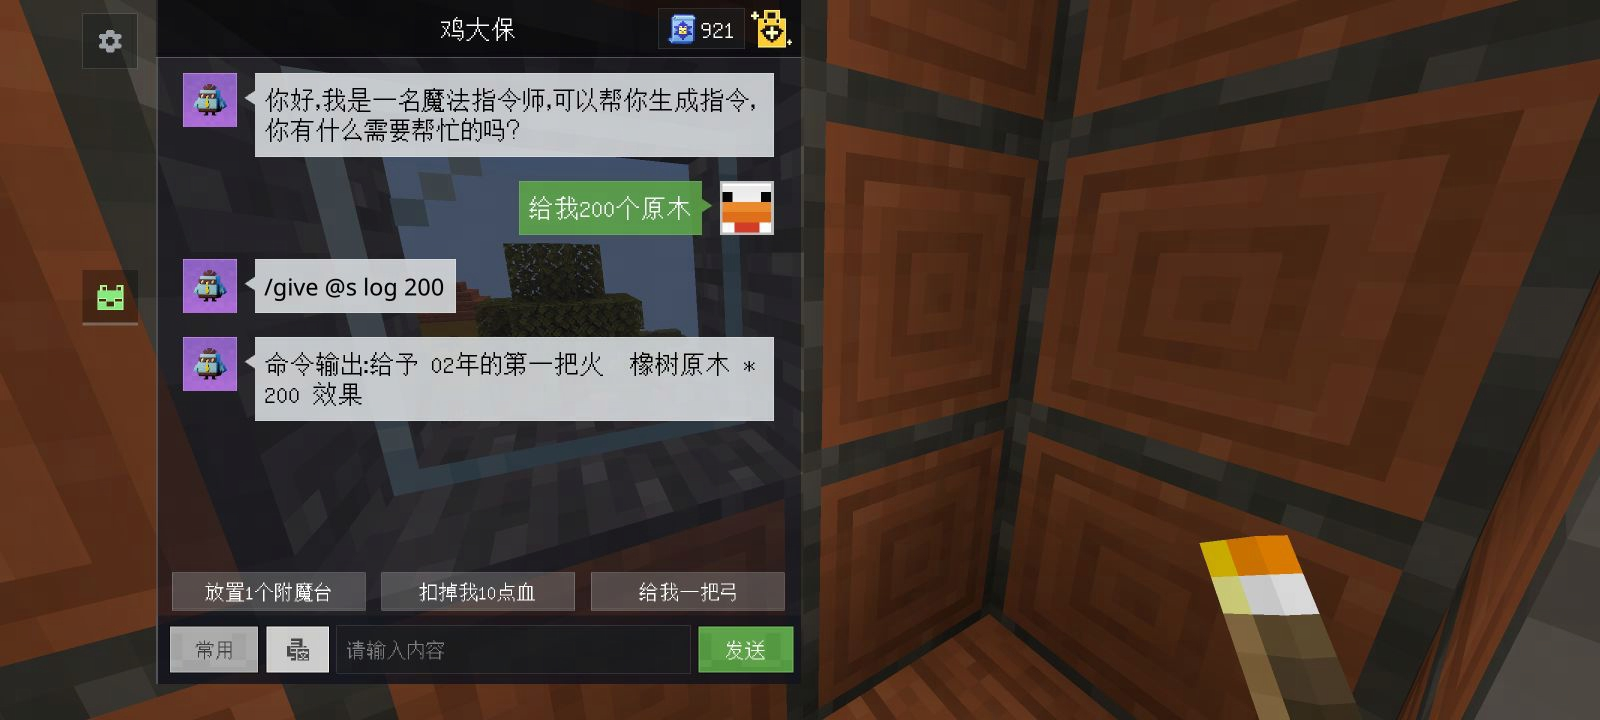 鸡大保
921
你好,我是一名魔法指令师,可以帮你生成指令,
你有什么需要帮忙的吗?
给我200个原木
/give @s log 200
命令输出:给予 02年的第一把火 橡树原木 *
200 效果
放置1个附魔台
扣掉我10点血
给我一把弓
常用
请输入内容
发送